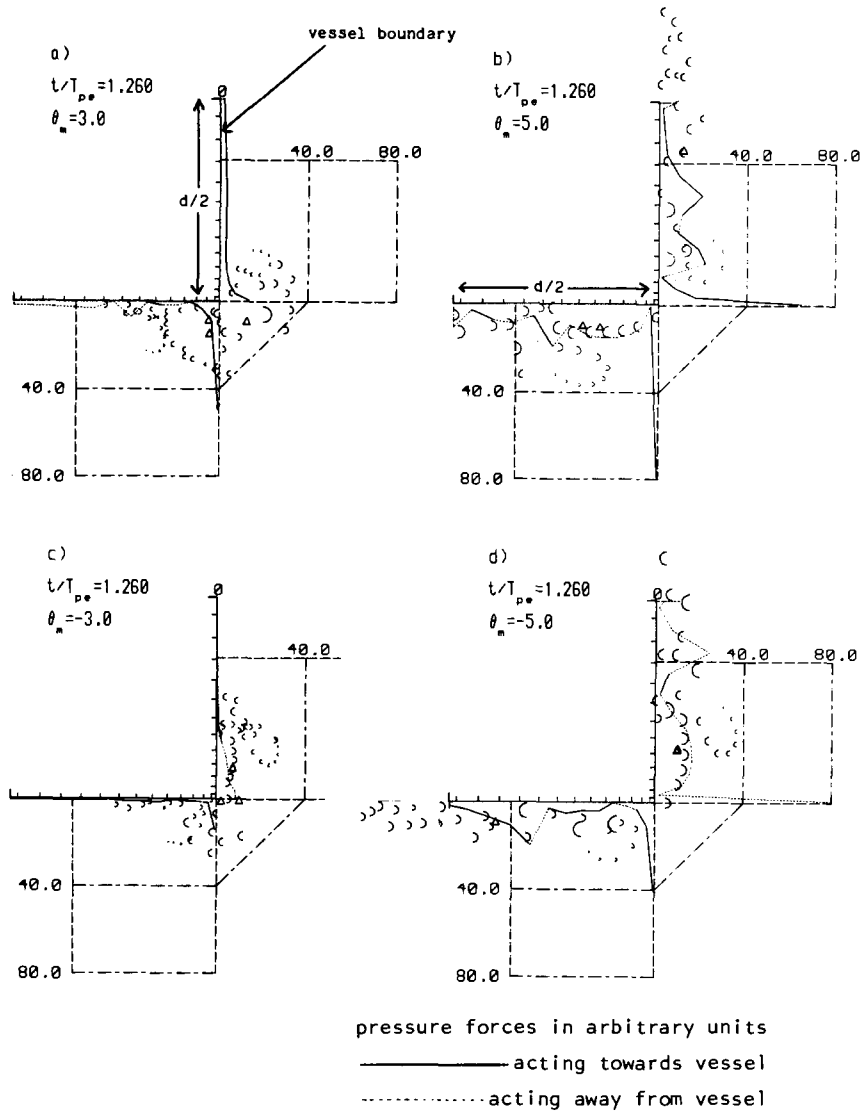 vessel boundary
a)
t/T_pe=1.260
θ_m=3.0
0
40.0 80.0
d/2
40.0
80.0
b)
t/T_pe=1.260
θ_m=5.0
40.0 80.0
d/2
40.0
80.0
c)
t/T_pe=1.260
θ_m=-3.0
0
40.0
40.0
80.0
d)
t/T_pe=1.260
θ_m=-5.0
0
40.0 80.0
40.0
80.0
pressure forces in arbitrary units
acting towards vessel
acting away from vessel